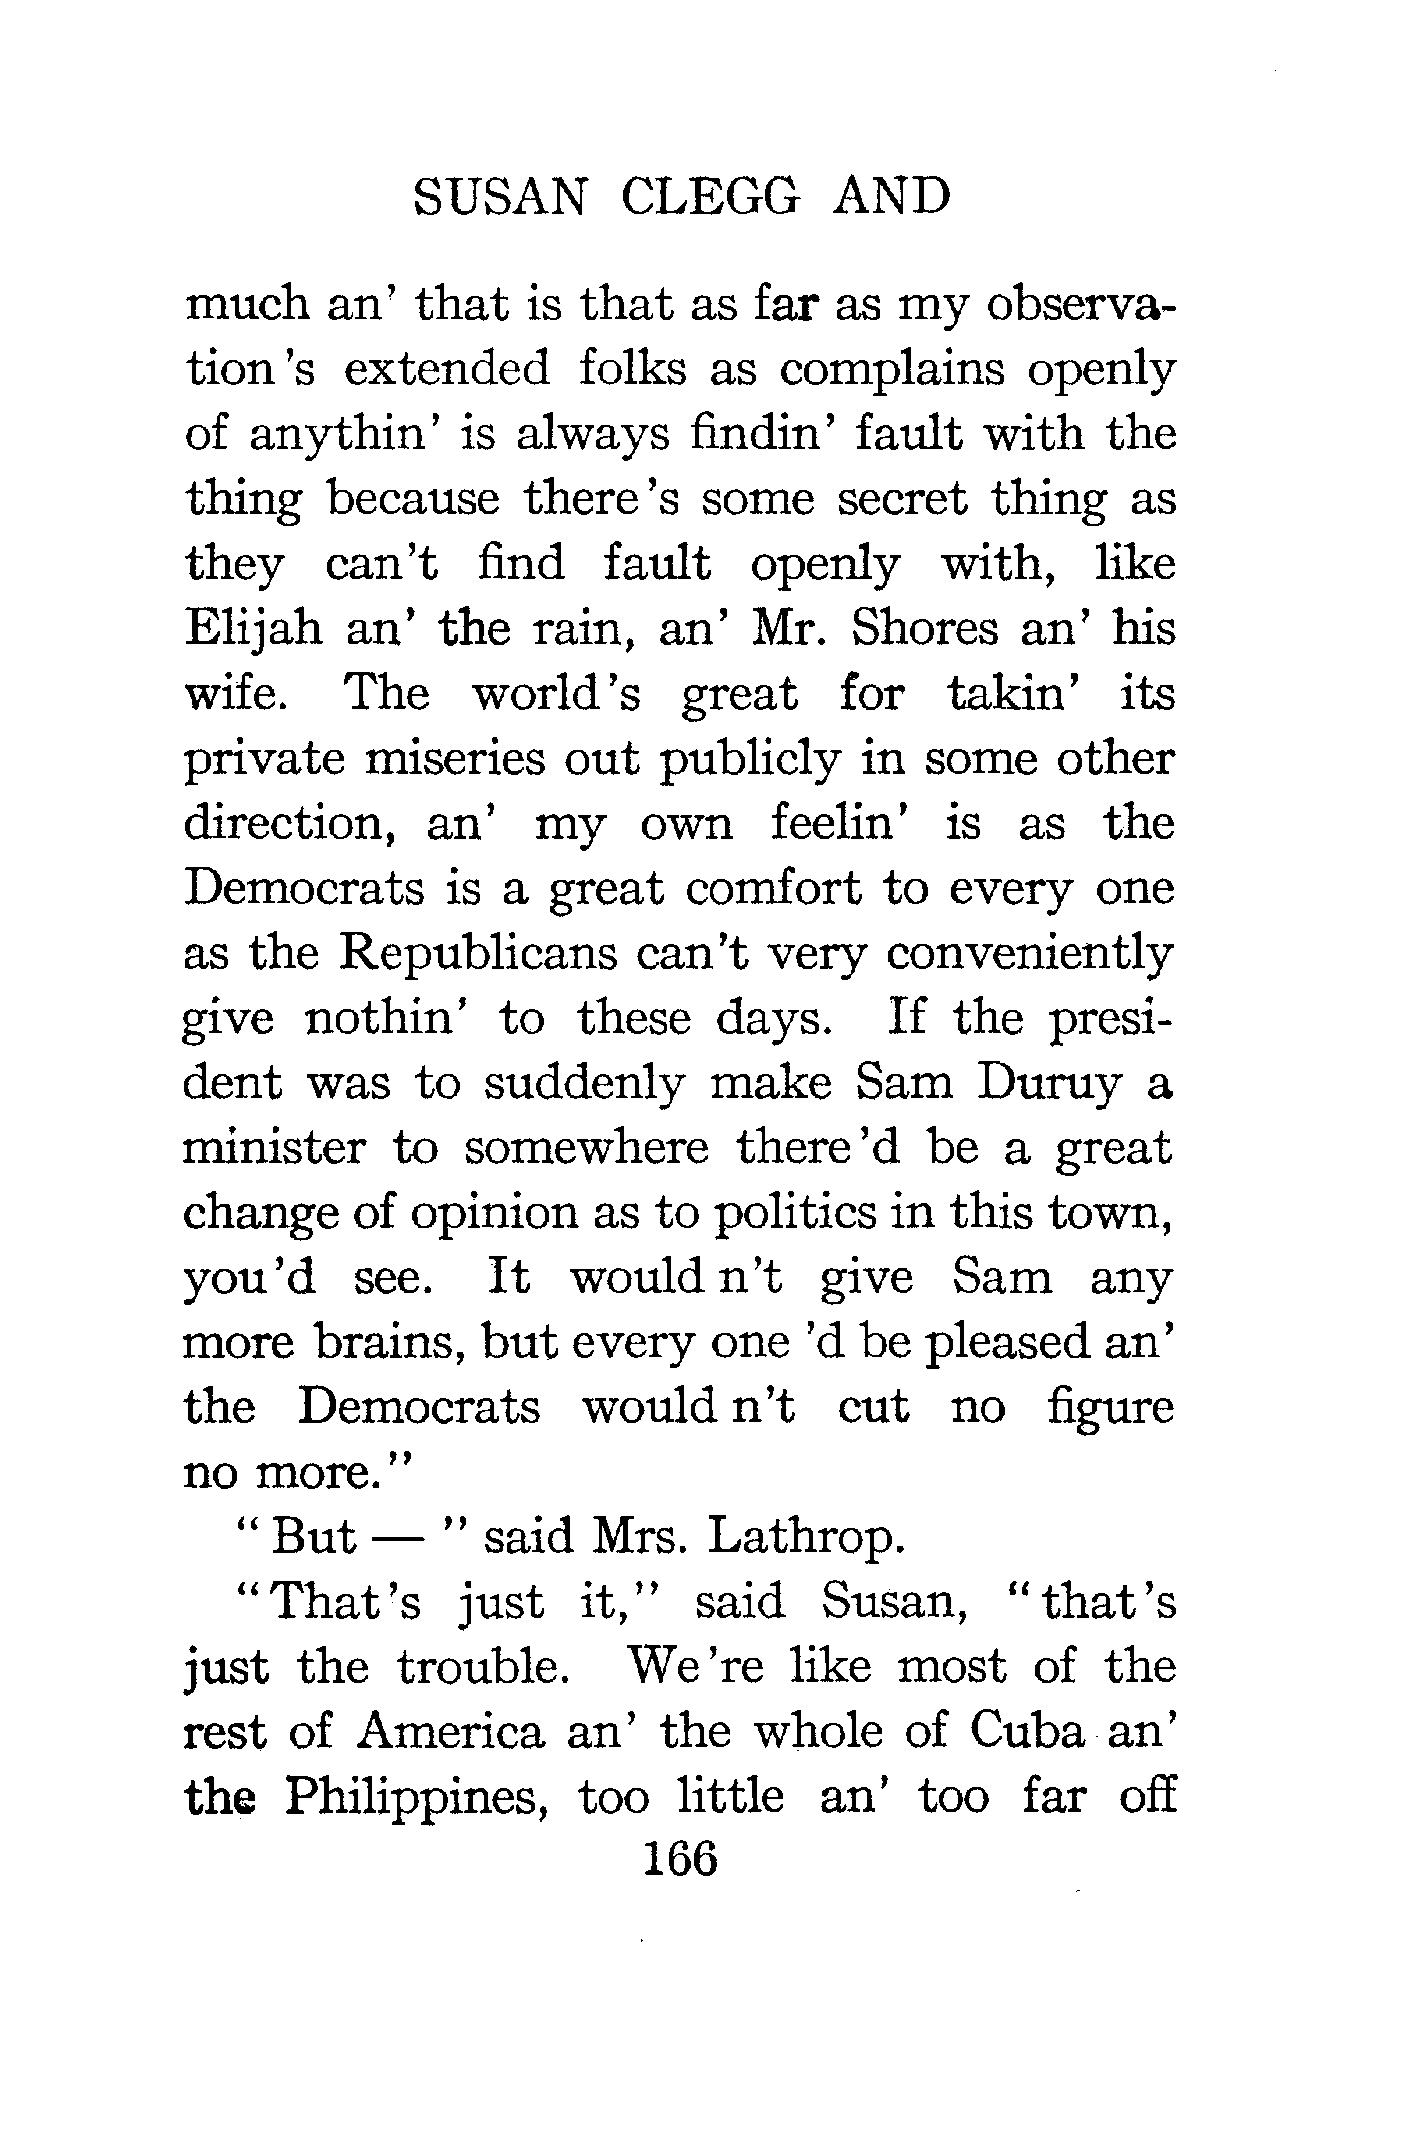 SUSAN CLEGG AND
much an' that is that as far as my observa-
tion 's extended folks as complains openly
of anythin' is always findin' fault with the
thing because there 's some secret thing as
they can't find fault openly with, like
Elijah an' the rain, an' Mr. Shores an' his
wife. The world 's great for takin' its
private miseries out publicly in some other
direction, an' my own feelin' is as the
Democrats is a great comfort to every one
as the Republicans can't very conveniently
give nothin' to these days. If the presi-
dent was to suddenly make Sam Duruy a
minister to somewhere there 'd be a great
change of opinion as to politics in this town,
you 'd see. It would n't give Sam any
more brains, but every one 'd be pleased an'
the Democrats would n't cut no figure
no more."
" But — " said Mrs. Lathrop.
"That 's just it," said Susan, "that 's
just the trouble. We 're like most of the
rest of America an' the whole of Cuba an'
the Philippines, too little an' too far off
166